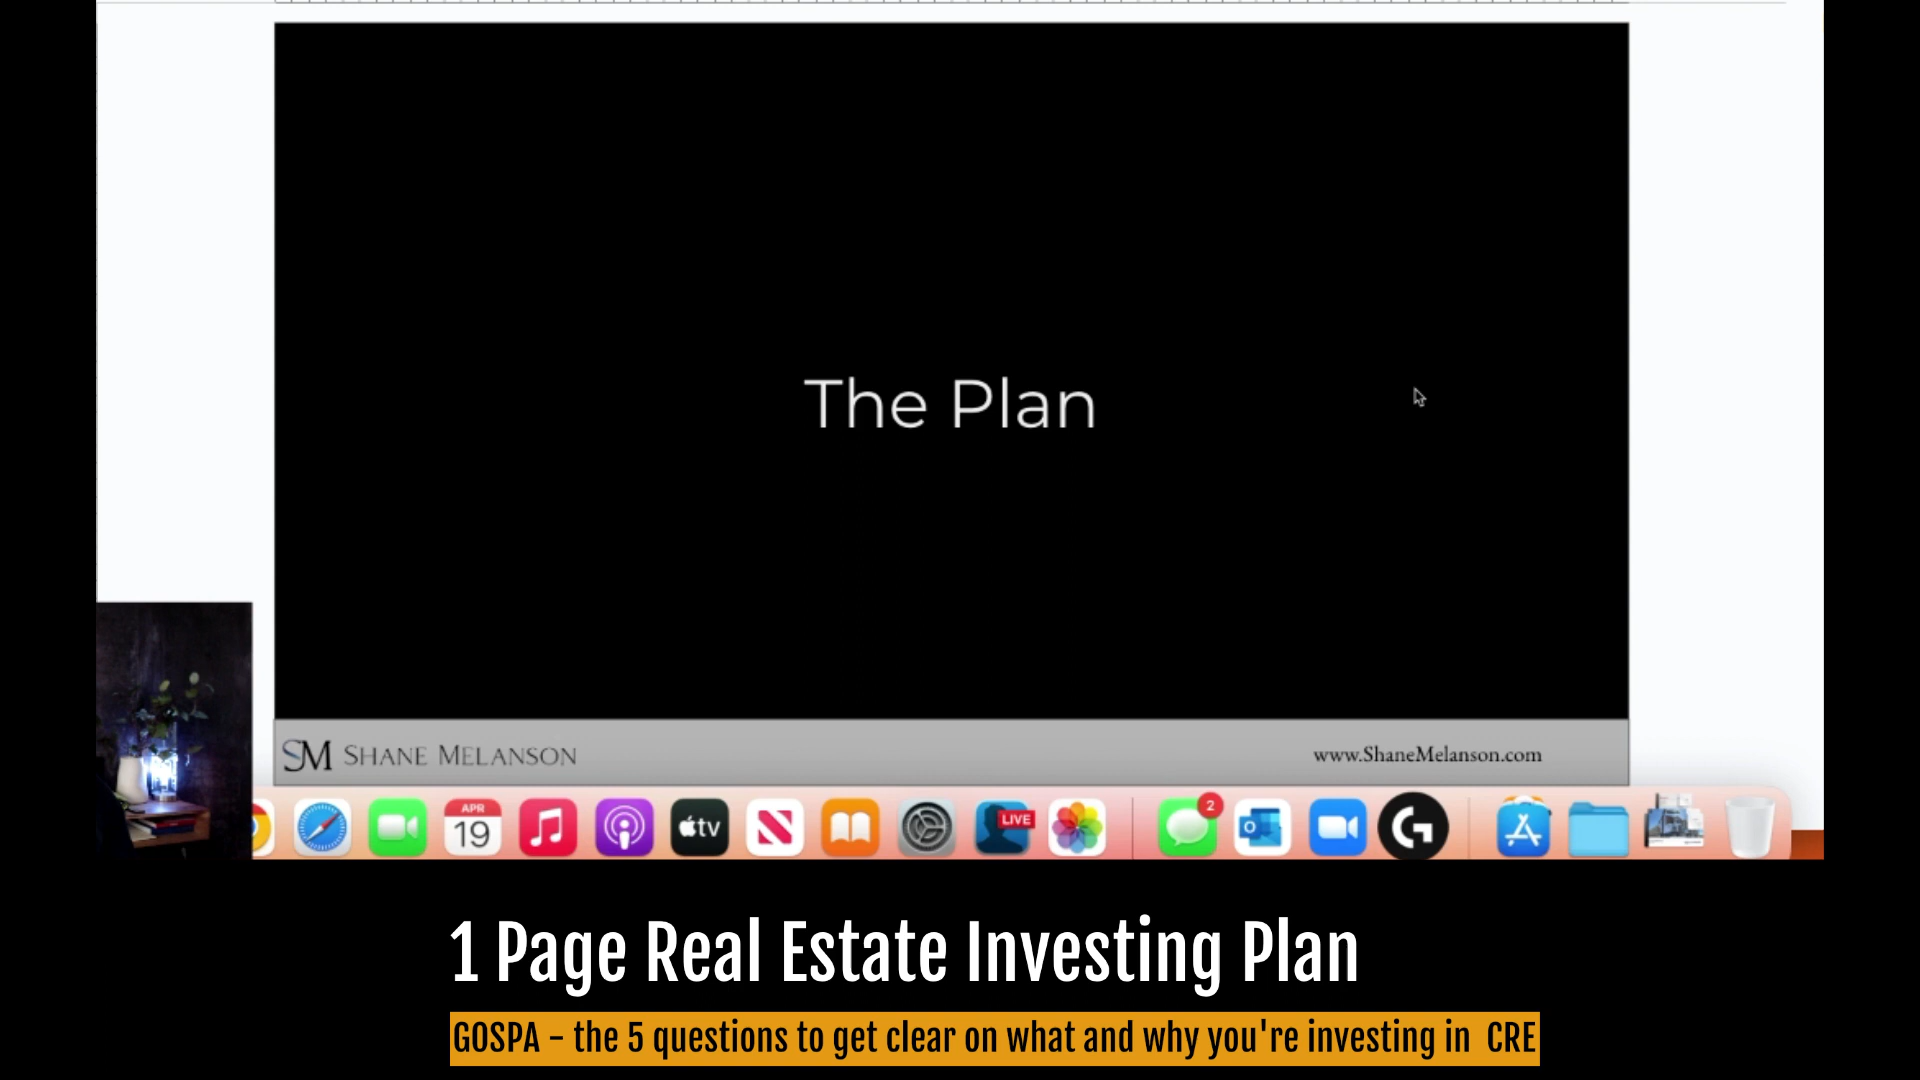 The Plan
SM SHANE MELANSON
www.ShaneMelanson.com
APR
19
tv
LIVE
2
O
1 Page Real Estate Investing Plan
GOSPA - the 5 questions to get clear on what and why you're investing in CRE